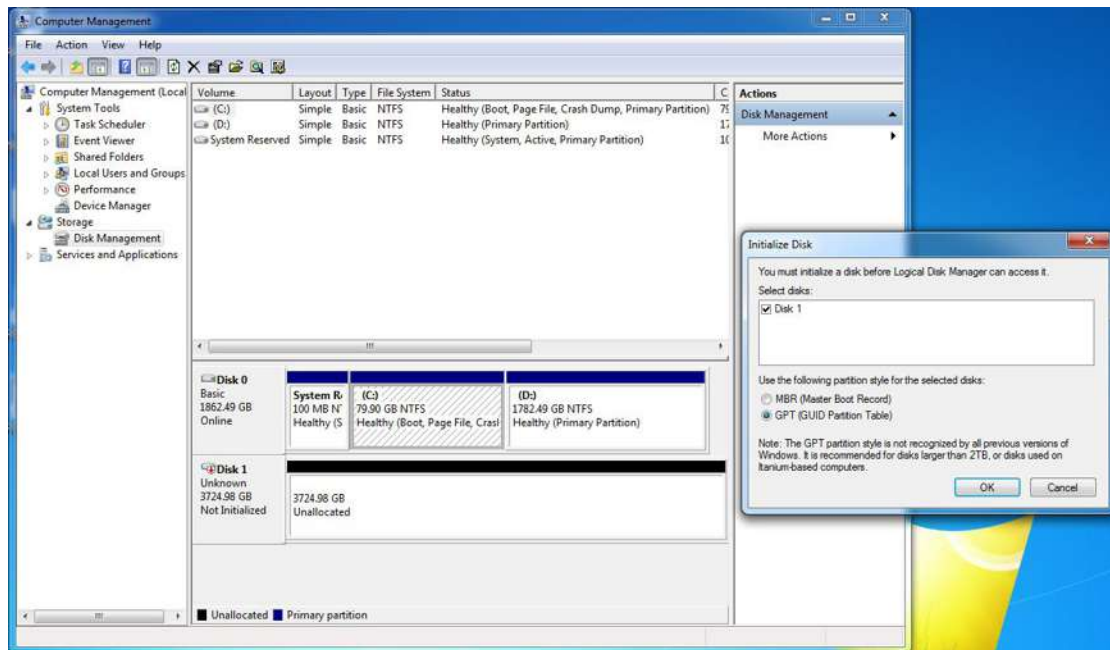 Computer Management
File Action View Help
Computer Management (Local
System Tools
Task Scheduler
Event Viewer
Shared Folders
Local Users and Groups
Performance
Device Manager
Storage
Disk Management
Services and Applications
Volume Layout Type File System Status C
(C:) Simple Basic NTFS Healthy (Boot, Page File, Crash Dump, Primary Partition) 79
(D:) Simple Basic NTFS Healthy (Primary Partition) 17
System Reserved Simple Basic NTFS Healthy (System, Active, Primary Partition) 10
Disk 0
Basic
1862.49 GB
Online
System R
100 MB N
Healthy (S
(C:)
79.90 GB NTFS
Healthy (Boot, Page File, Crasl
(D:)
1782.49 GB NTFS
Healthy (Primary Partition)
Disk 1
Unknown
3724.98 GB
Not Initialized
3724.98 GB
Unallocated
Unallocated Primary partition
Actions
Disk Management
More Actions
Initialize Disk
You must initialize a disk before Logical Disk Manager can access it.
Select disks:
Disk 1
Use the following partition style for the selected disks:
MBR (Master Boot Record)
GPT (GUID Partition Table)
Note: The GPT partition style is not recognized by all previous versions of
Windows. It is recommended for disks larger than 2TB, or disks used on
Itanium-based computers.
OK Cancel